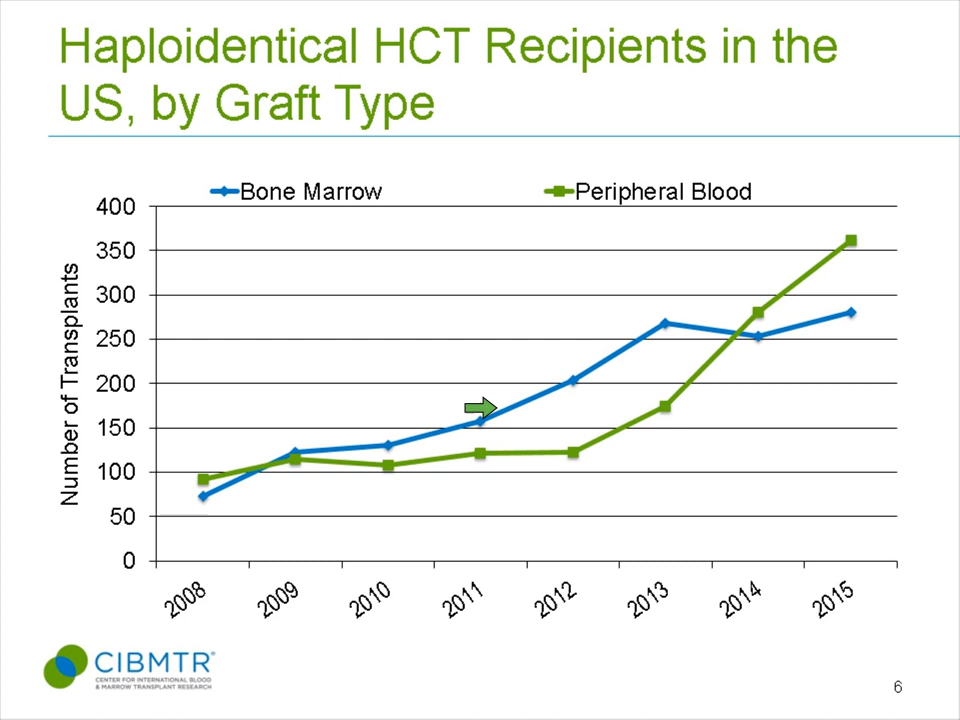 Haploidentical HCT Recipients in the
US, by Graft Type
Bone Marrow
Peripheral Blood
Number of Transplants
400
350
300
250
200
150
100
50
0
2008
2009
2010
2011
2012
2013
2014
2015
CIBMTR®
CENTER FOR INTERNATIONAL BLOOD
& MARROW TRANSPLANT RESEARCH
6